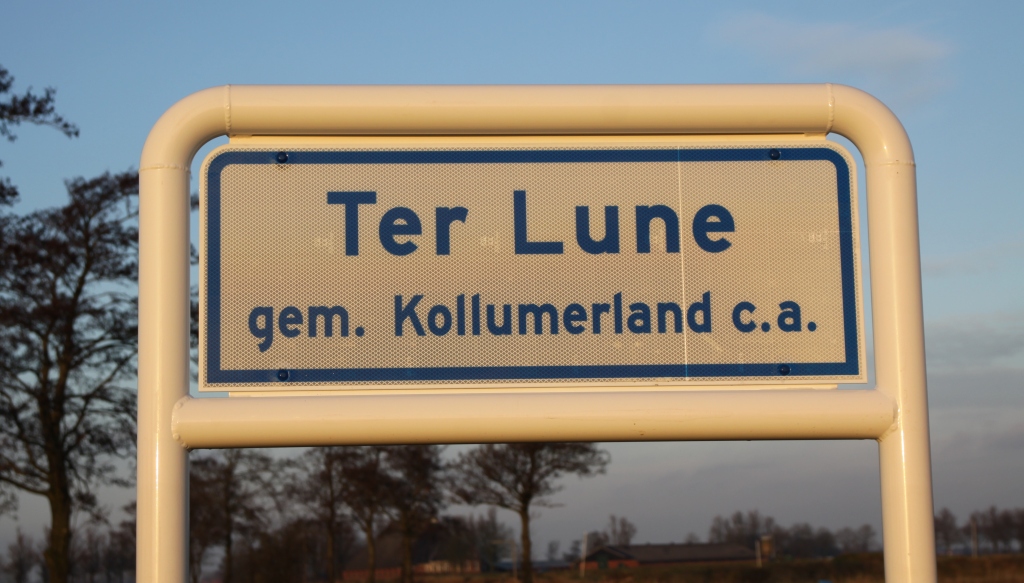 Ter Lune
gem. Kollumerland c.a.